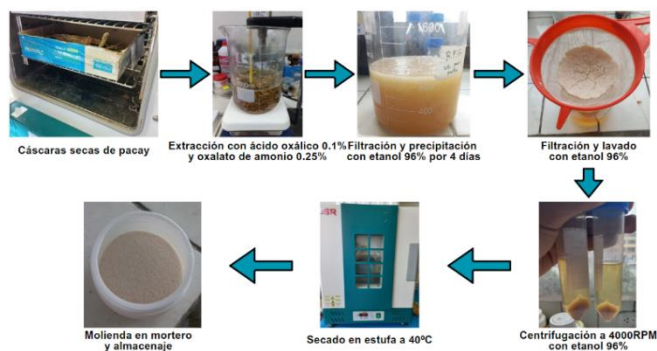 Cáscaras secas de pacay
Extracción con ácido oxálico 0.1%
y oxalato de amonio 0.25%
Filtración y precipitación
con etanol 96% por 4 días
Filtración y lavado
con etanol 96%
Centrifugación a 4000RPM
con etanol 96%
Secado en estufa a 40ºC
Molienda en mortero
y almacenaje